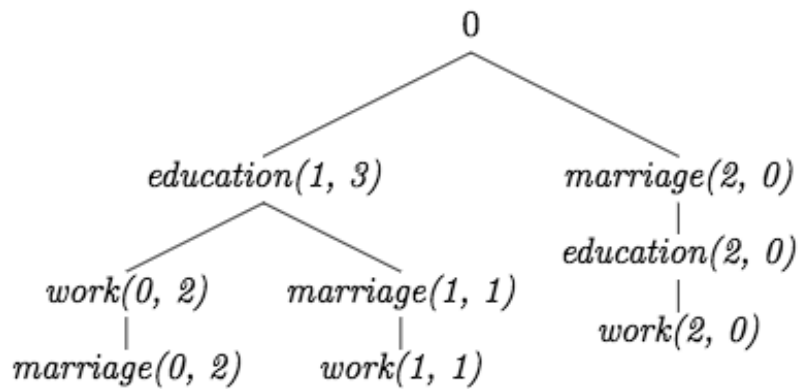 0
education(1, 3) marriage(2, 0)
education(2, 0)
work(0, 2) marriage(1, 1)
work(2, 0)
marriage(0, 2) work(1, 1)